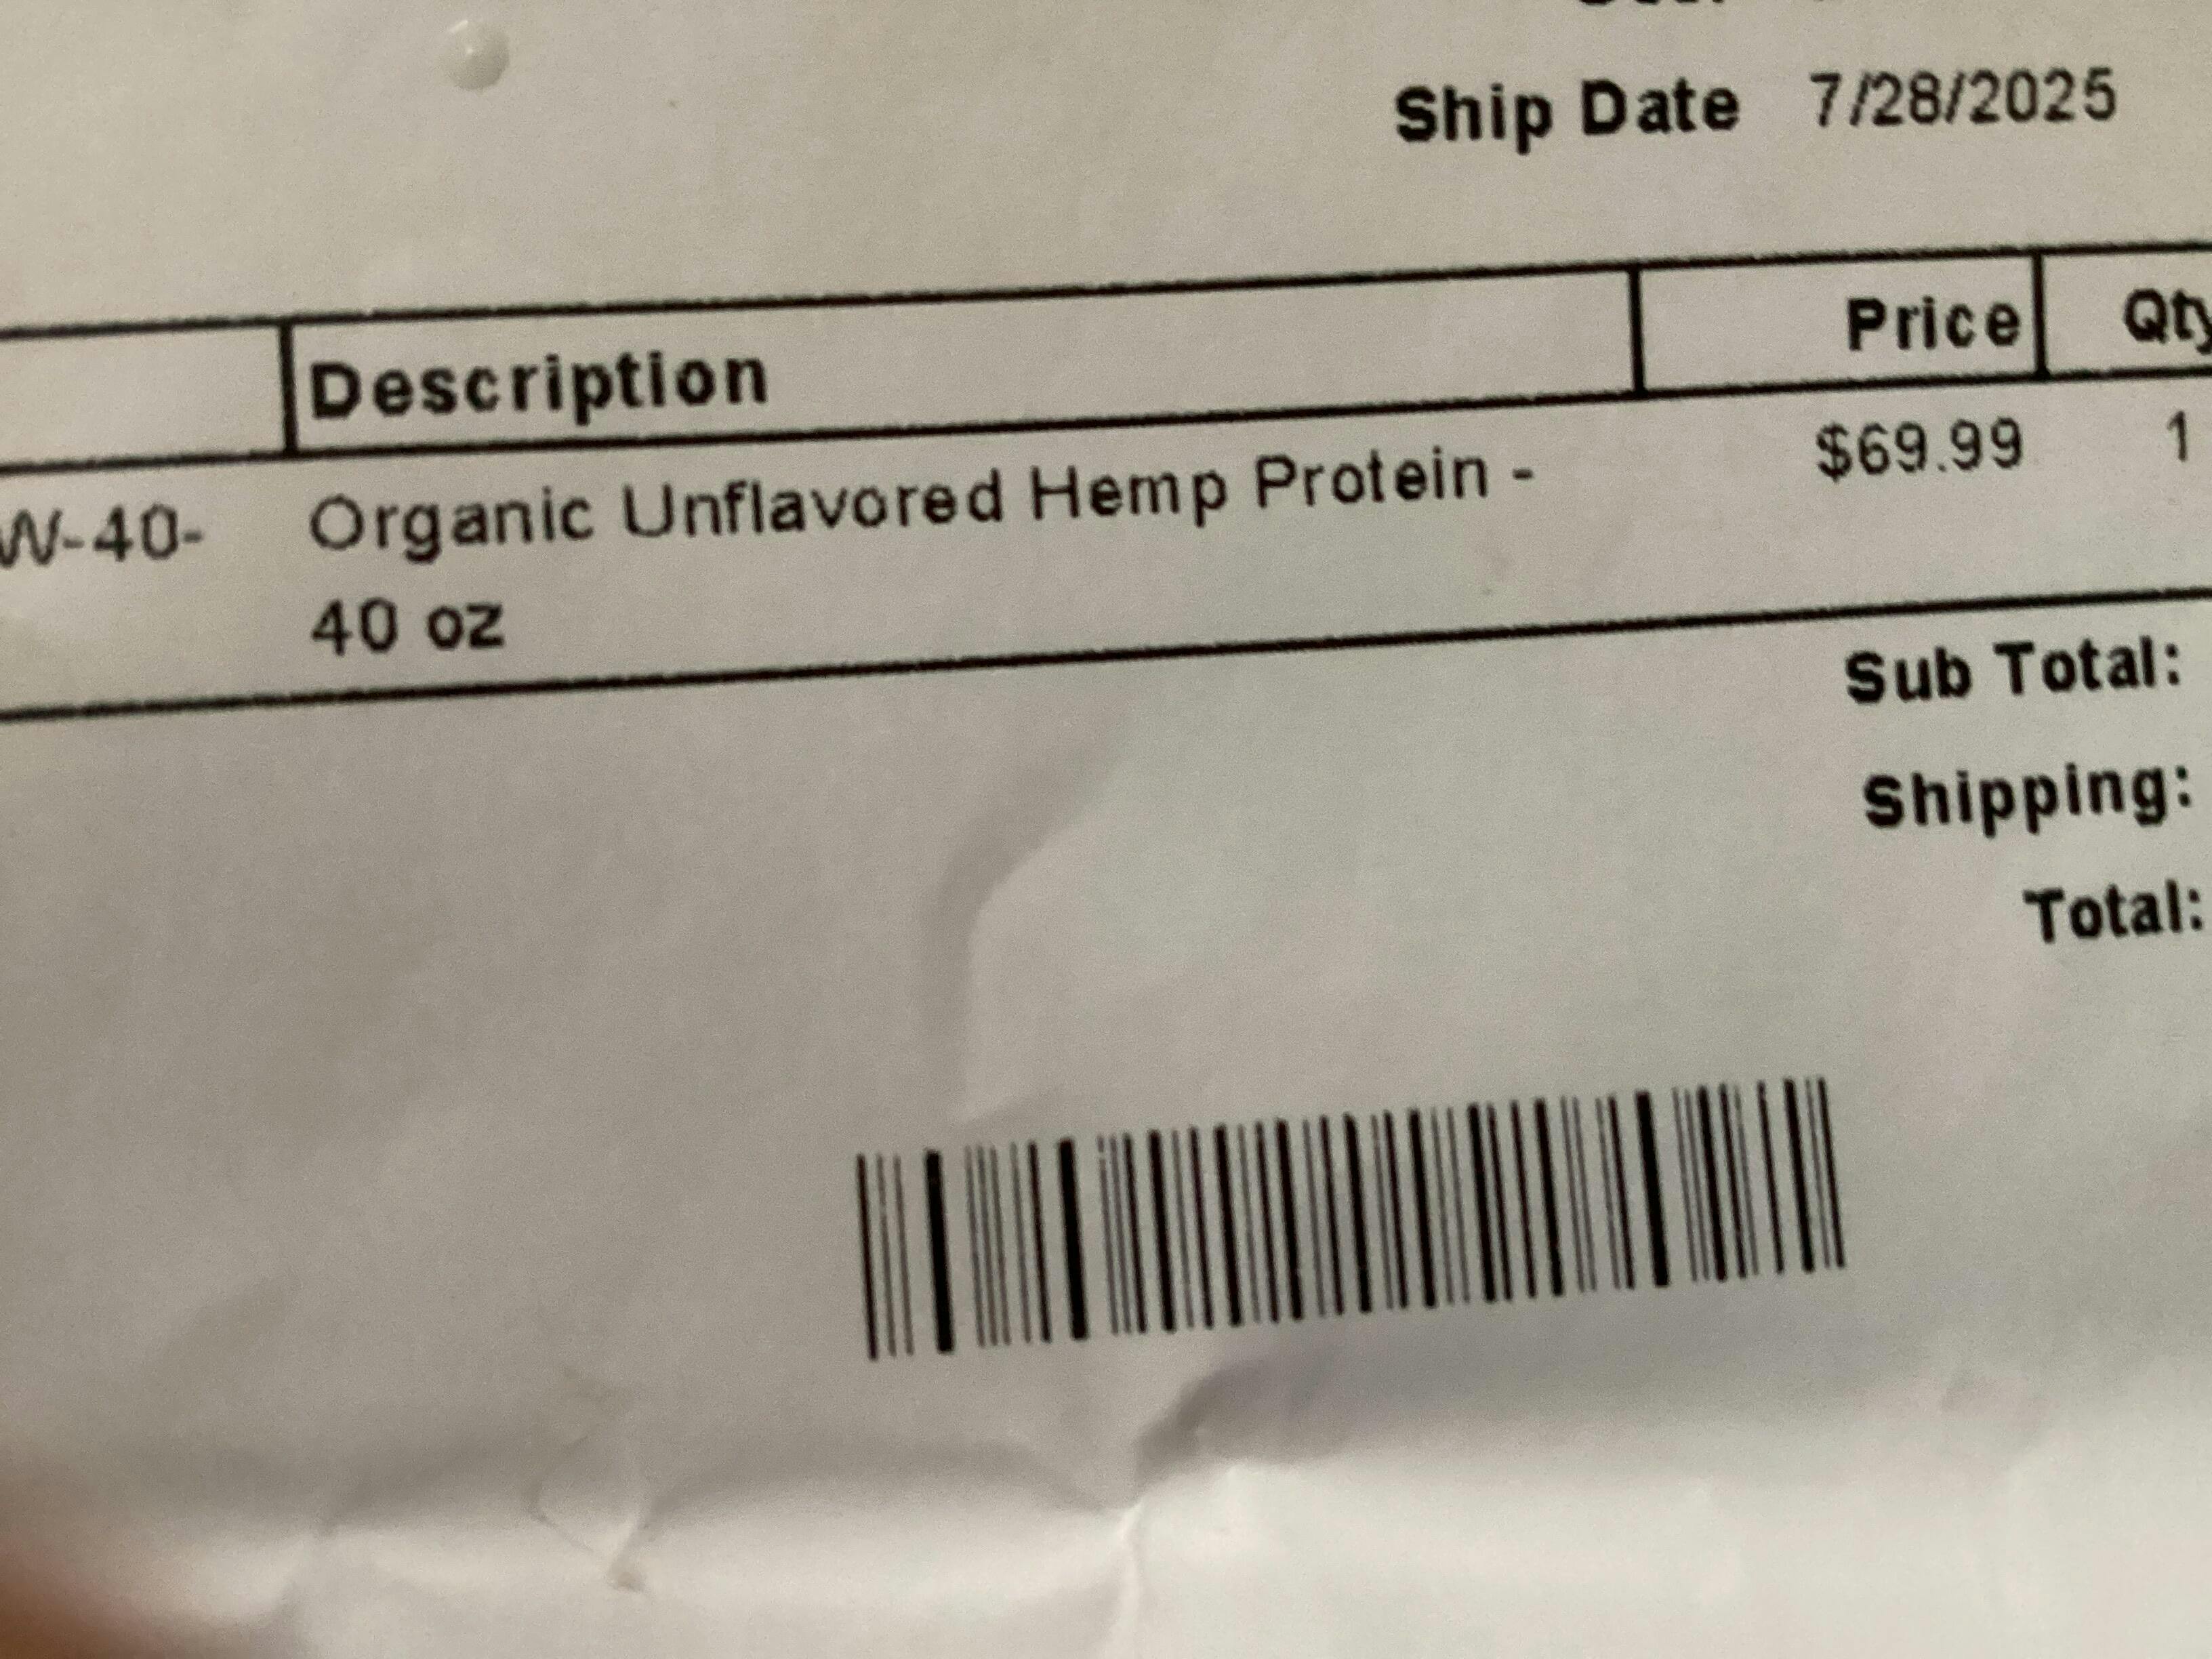 Ship Date 7/28/2025
Description Price Qty
W-40- Organic Unflavored Hemp Protein - $69.99 1
40 oz
Sub Total:
Shipping:
Total: